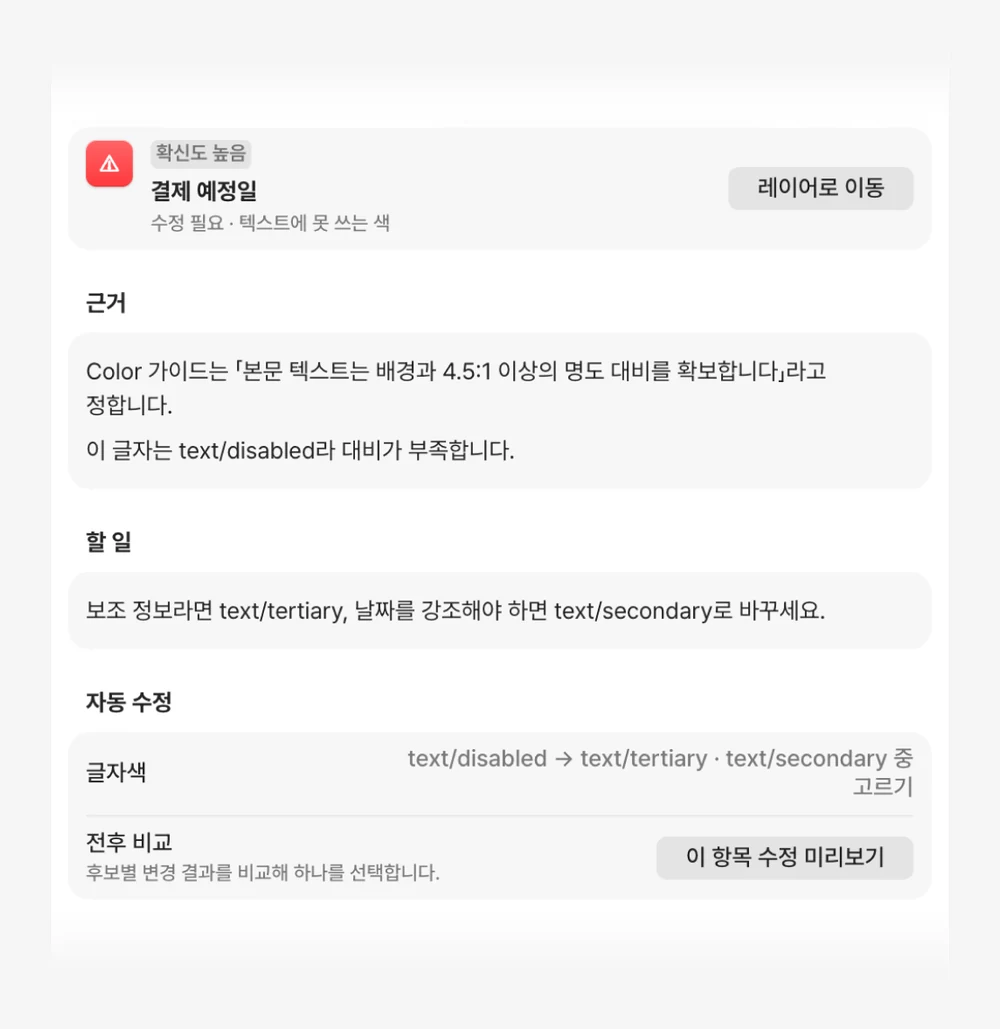 확신도 높음
결제 예정일
수정 필요 · 텍스트에 못 쓰는 색
레이어로 이동
근거
Color 가이드는 「본문 텍스트는 배경과 4.5:1 이상의 명도 대비를 확보합니다」라고
정합니다.
이 글자는 text/disabled라 대비가 부족합니다.
할 일
보조 정보라면 text/tertiary, 날짜를 강조해야 하면 text/secondary로 바꾸세요.
자동 수정
글자색
text/disabled → text/tertiary · text/secondary 중
고르기
전후 비교
후보별 변경 결과를 비교해 하나를 선택합니다.
이 항목 수정 미리보기